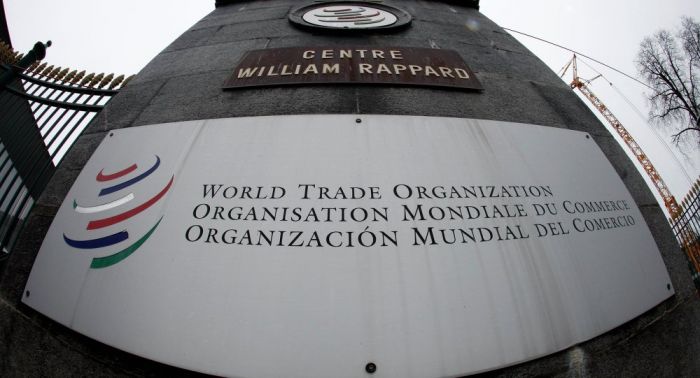 CENTRE
WILLIAM RAPPARD
WORLD TRADE ORGANIZATION
ORGANISATION MONDIALE DU COMMERCE
ORGANIZACIÓN MUNDIAL DEL COMERCIO